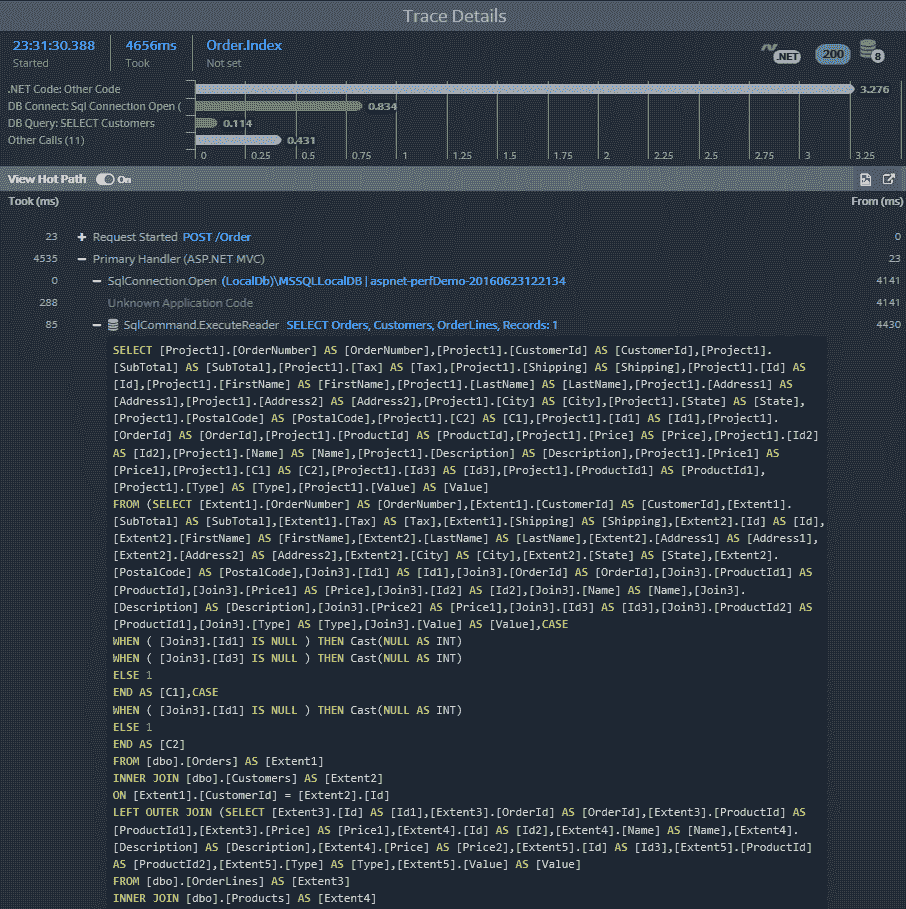 Trace Details
23:31:30.388
Started
4656ms
Took
Order.Index
Not set
.NET
200
8
.NET Code: Other Code
3.276
DB Connect: Sql Connection Open (
0.834
DB Query: SELECT Customers
0.114
Other Calls (11)
0.431
0 0.25 0.5 0.75 1 1.25 1.5 1.75 2 2.25 2.5 2.75 3 3.25
View Hot Path On
Took (ms) From (ms)
23 Request Started POST /Order 0
4535 Primary Handler (ASP.NET MVC) 23
0 SqlConnection.Open (LocalDb)\MSSQLLocalDB | aspnet-perfDemo-20160623122134 4141
288 Unknown Application Code 4141
85 SqlCommand.ExecuteReader SELECT Orders, Customers, OrderLines, Records: 1 4430
SELECT [Project1].[OrderNumber] AS [OrderNumber],[Project1].[CustomerId] AS [CustomerId],[Project1].
[SubTotal] AS [SubTotal],[Project1].[Tax] AS [Tax],[Project1].[Shipping] AS [Shipping],[Project1].[Id] AS
[Id],[Project1].[FirstName] AS [FirstName],[Project1].[LastName] AS [LastName],[Project1].[Address1] AS
[Address1],[Project1].[Address2] AS [Address2],[Project1].[City] AS [City],[Project1].[State] AS [State],
[Project1].[PostalCode] AS [PostalCode],[Project1].[C2] AS [C1],[Project1].[Id1] AS [Id1],[Project1].
[OrderId] AS [OrderId],[Project1].[ProductId] AS [ProductId],[Project1].[Price] AS [Price],[Project1].[Id2]
AS [Id2],[Project1].[Name] AS [Name],[Project1].[Description] AS [Description],[Project1].[Price1] AS
[Price1],[Project1].[C1] AS [C2],[Project1].[Id3] AS [Id3],[Project1].[ProductId1] AS [ProductId1],
[Project1].[Type] AS [Type],[Project1].[Value] AS [Value]
FROM (SELECT [Extent1].[OrderNumber] AS [OrderNumber],[Extent1].[CustomerId] AS [CustomerId],[Extent1].
[SubTotal] AS [SubTotal],[Extent1].[Tax] AS [Tax],[Extent1].[Shipping] AS [Shipping],[Extent2].[Id] AS [Id],
[Extent2].[FirstName] AS [FirstName],[Extent2].[LastName] AS [LastName],[Extent2].[Address1] AS [Address1],
[Extent2].[Address2] AS [Address2],[Extent2].[City] AS [City],[Extent2].[State] AS [State],[Extent2].
[PostalCode] AS [PostalCode],[Join3].[Id1] AS [Id1],[Join3].[OrderId] AS [OrderId],[Join3].[ProductId1] AS
[ProductId],[Join3].[Price1] AS [Price],[Join3].[Id2] AS [Id2],[Join3].[Name] AS [Name],[Join3].
[Description] AS [Description],[Join3].[Price2] AS [Price1],[Join3].[Id3] AS [Id3],[Join3].[ProductId2] AS
[ProductId1],[Join3].[Type] AS [Type],[Join3].[Value] AS [Value],CASE
WHEN ( [Join3].[Id1] IS NULL ) THEN Cast(NULL AS INT)
WHEN ( [Join3].[Id3] IS NULL ) THEN Cast(NULL AS INT)
ELSE 1
END AS [C1],CASE
WHEN ( [Join3].[Id1] IS NULL ) THEN Cast(NULL AS INT)
ELSE 1
END AS [C2]
FROM [dbo].[Orders] AS [Extent1]
INNER JOIN [dbo].[Customers] AS [Extent2]
ON [Extent1].[CustomerId] = [Extent2].[Id]
LEFT OUTER JOIN (SELECT [Extent3].[Id] AS [Id1],[Extent3].[OrderId] AS [OrderId],[Extent3].[ProductId] AS
[ProductId1],[Extent3].[Price] AS [Price1],[Extent4].[Id] AS [Id2],[Extent4].[Name] AS [Name],[Extent4].
[Description] AS [Description],[Extent4].[Price] AS [Price2],[Extent5].[Id] AS [Id3],[Extent5].[ProductId]
AS [ProductId2],[Extent5].[Type] AS [Type],[Extent5].[Value] AS [Value]
FROM [dbo].[OrderLines] AS [Extent3]
INNER JOIN [dbo].[Products] AS [Extent4]